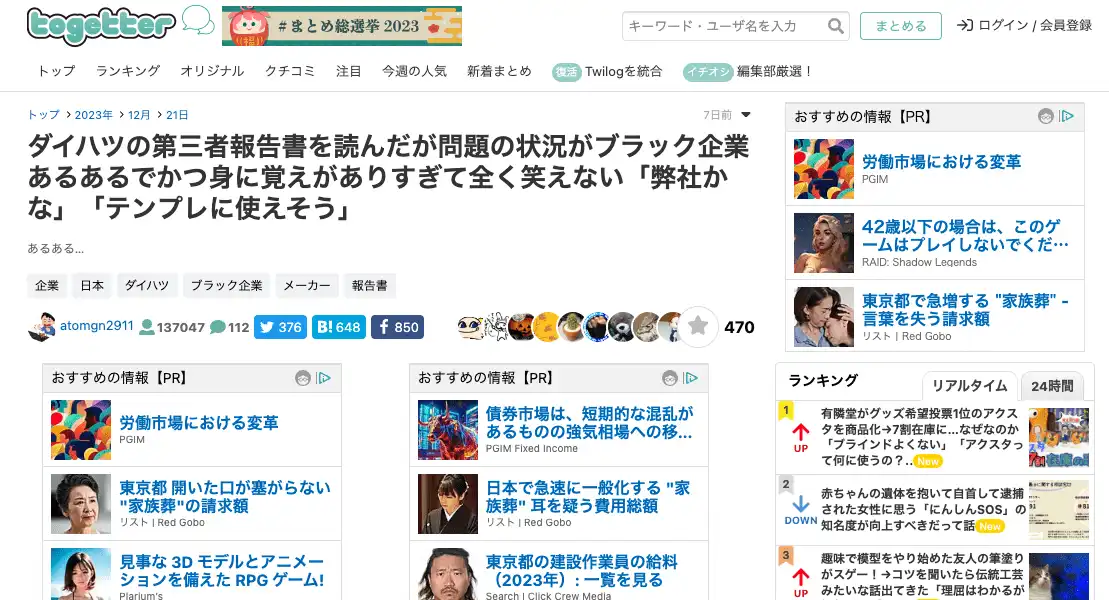 togetter
#まとめ総選挙 2023
キーワード・ユーザ名を入力
まとめる
ログイン / 会員登録
トップ ランキング オリジナル クチコミ 注目 今週の人気 新着まとめ 復活 Twilogを統合 イチオシ 編集部厳選！
トップ 2023年 12月 21日
7日前
ダイハツの第三者報告書を読んだが問題の状況がブラック企業
あるあるでかつ身に覚えがありすぎて全く笑えない「弊社か
な」「テンプレに使えそう」
あるある...
企業 日本 ダイハツ ブラック企業 メーカー 報告書
atomgn2911 137047 112 376 B! 648 850
470
おすすめの情報【PR】
労働市場における変革
PGIM
東京都 開いた口が塞がらない
"家族葬"の請求額
リスト | Red Gobo
見事な 3D モデルとアニメー
ションを備えた RPG ゲーム!
Plarium's
おすすめの情報【PR】
債券市場は、短期的な混乱が
あるものの強気相場への移...
PGIM Fixed Income
日本で急速に一般化する "家
族葬" 耳を疑う費用総額
リスト | Red Gobo
東京都の建設作業員の給料
（2023年）: 一覧を見る
Search | Click Crew Media
おすすめの情報【PR】
労働市場における変革
PGIM
42歳以下の場合は、このゲ
ームはプレイしないでくだ…
RAID: Shadow Legends
東京都で急増する "家族葬" -
言葉を失う請求額
リスト | Red Gobo
ランキング
リアルタイム 24時間
1
UP
有隣堂がグッズ希望投票1位のアクス
タを商品化→7割在庫に...なぜなのか
「ブラインドよくない」「アクスタっ
て何に使うの？.. New
2
DOWN
赤ちゃんの遺体を抱いて自首して逮捕
された女性に思う「にんしんSOS」の
知名度が向上すべきだって話 New
3
UP
趣味で模型をやり始めた友人の筆塗り
がスゲー！→コツを聞いたら伝統工芸
みたいな話出てきた「理屈はわかるが